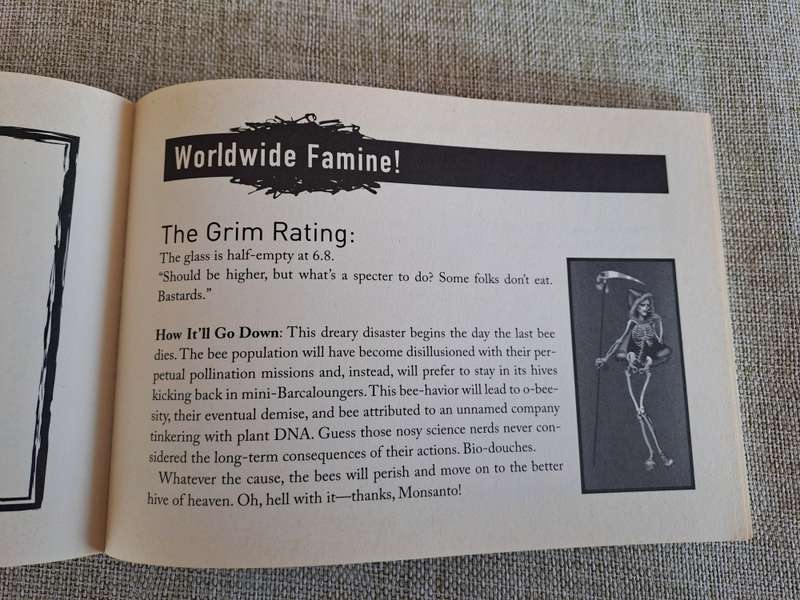 Worldwide Famine!
The Grim Rating:
The glass is half-empty at 6.8.
“Should be higher, but what’s a specter to do? Some folks don’t eat.
Bastards.”
How It’ll Go Down: This dreary disaster begins the day the last bee
dies. The bee population will have become disillusioned with their per-
petual pollination missions and, instead, will prefer to stay in its hives
kicking back in mini-Barcaloungers. This bee-havior will lead to o-bee-
sity, their eventual demise, and bee attributed to an unnamed company
tinkering with plant DNA. Guess those nosy science nerds never con-
sidered the long-term consequences of their actions. Bio-douches.
Whatever the cause, the bees will perish and move on to the better
hive of heaven. Oh, hell with it—thanks, Monsanto!